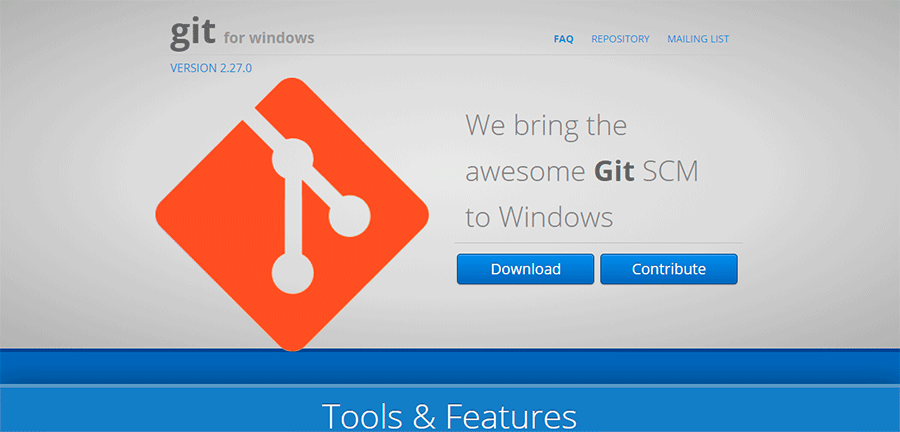 git for windows
FAQ REPOSITORY MAILING LIST
VERSION 2.27.0
We bring the
awesome Git SCM
to Windows
Download Contribute
Tools & Features